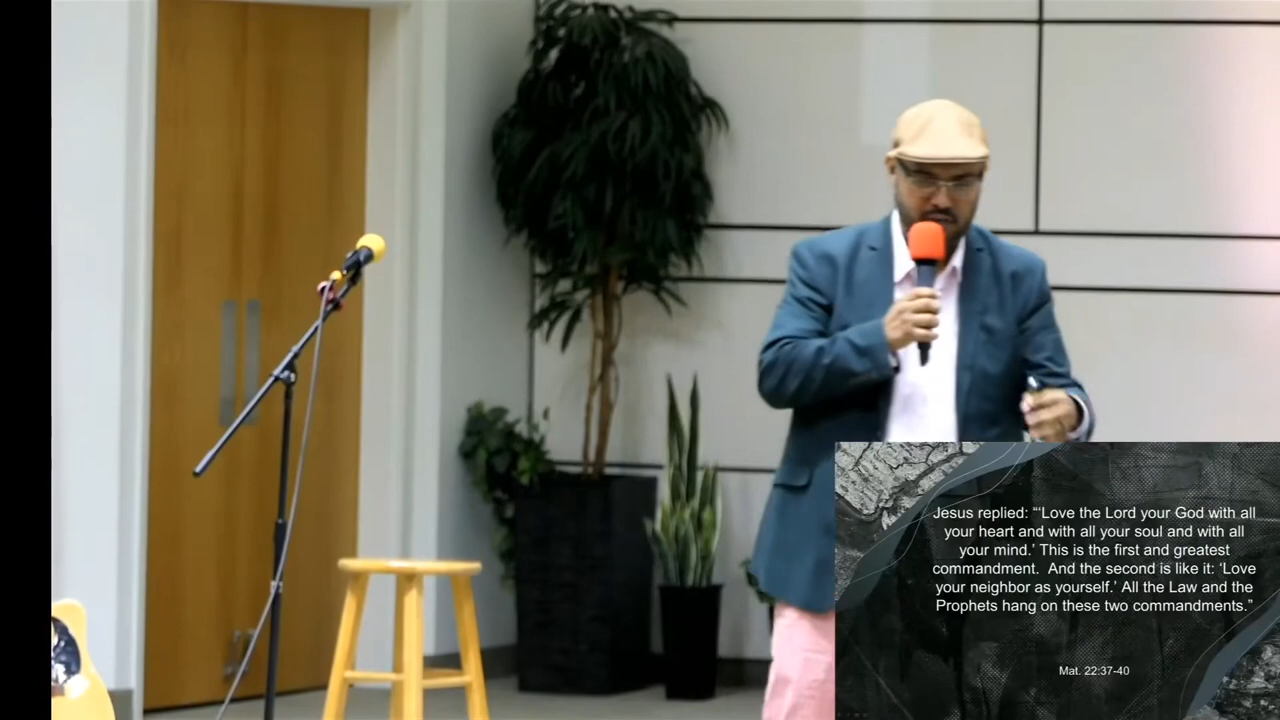 Jesus replied: “‘Love the Lord your God with all
your heart and with all your soul and with all
your mind.’ This is the first and greatest
commandment.  And the second is like it: ‘Love
your neighbor as yourself.’ All the Law and the
Prophets hang on these two commandments.”
Mat. 22:37-40